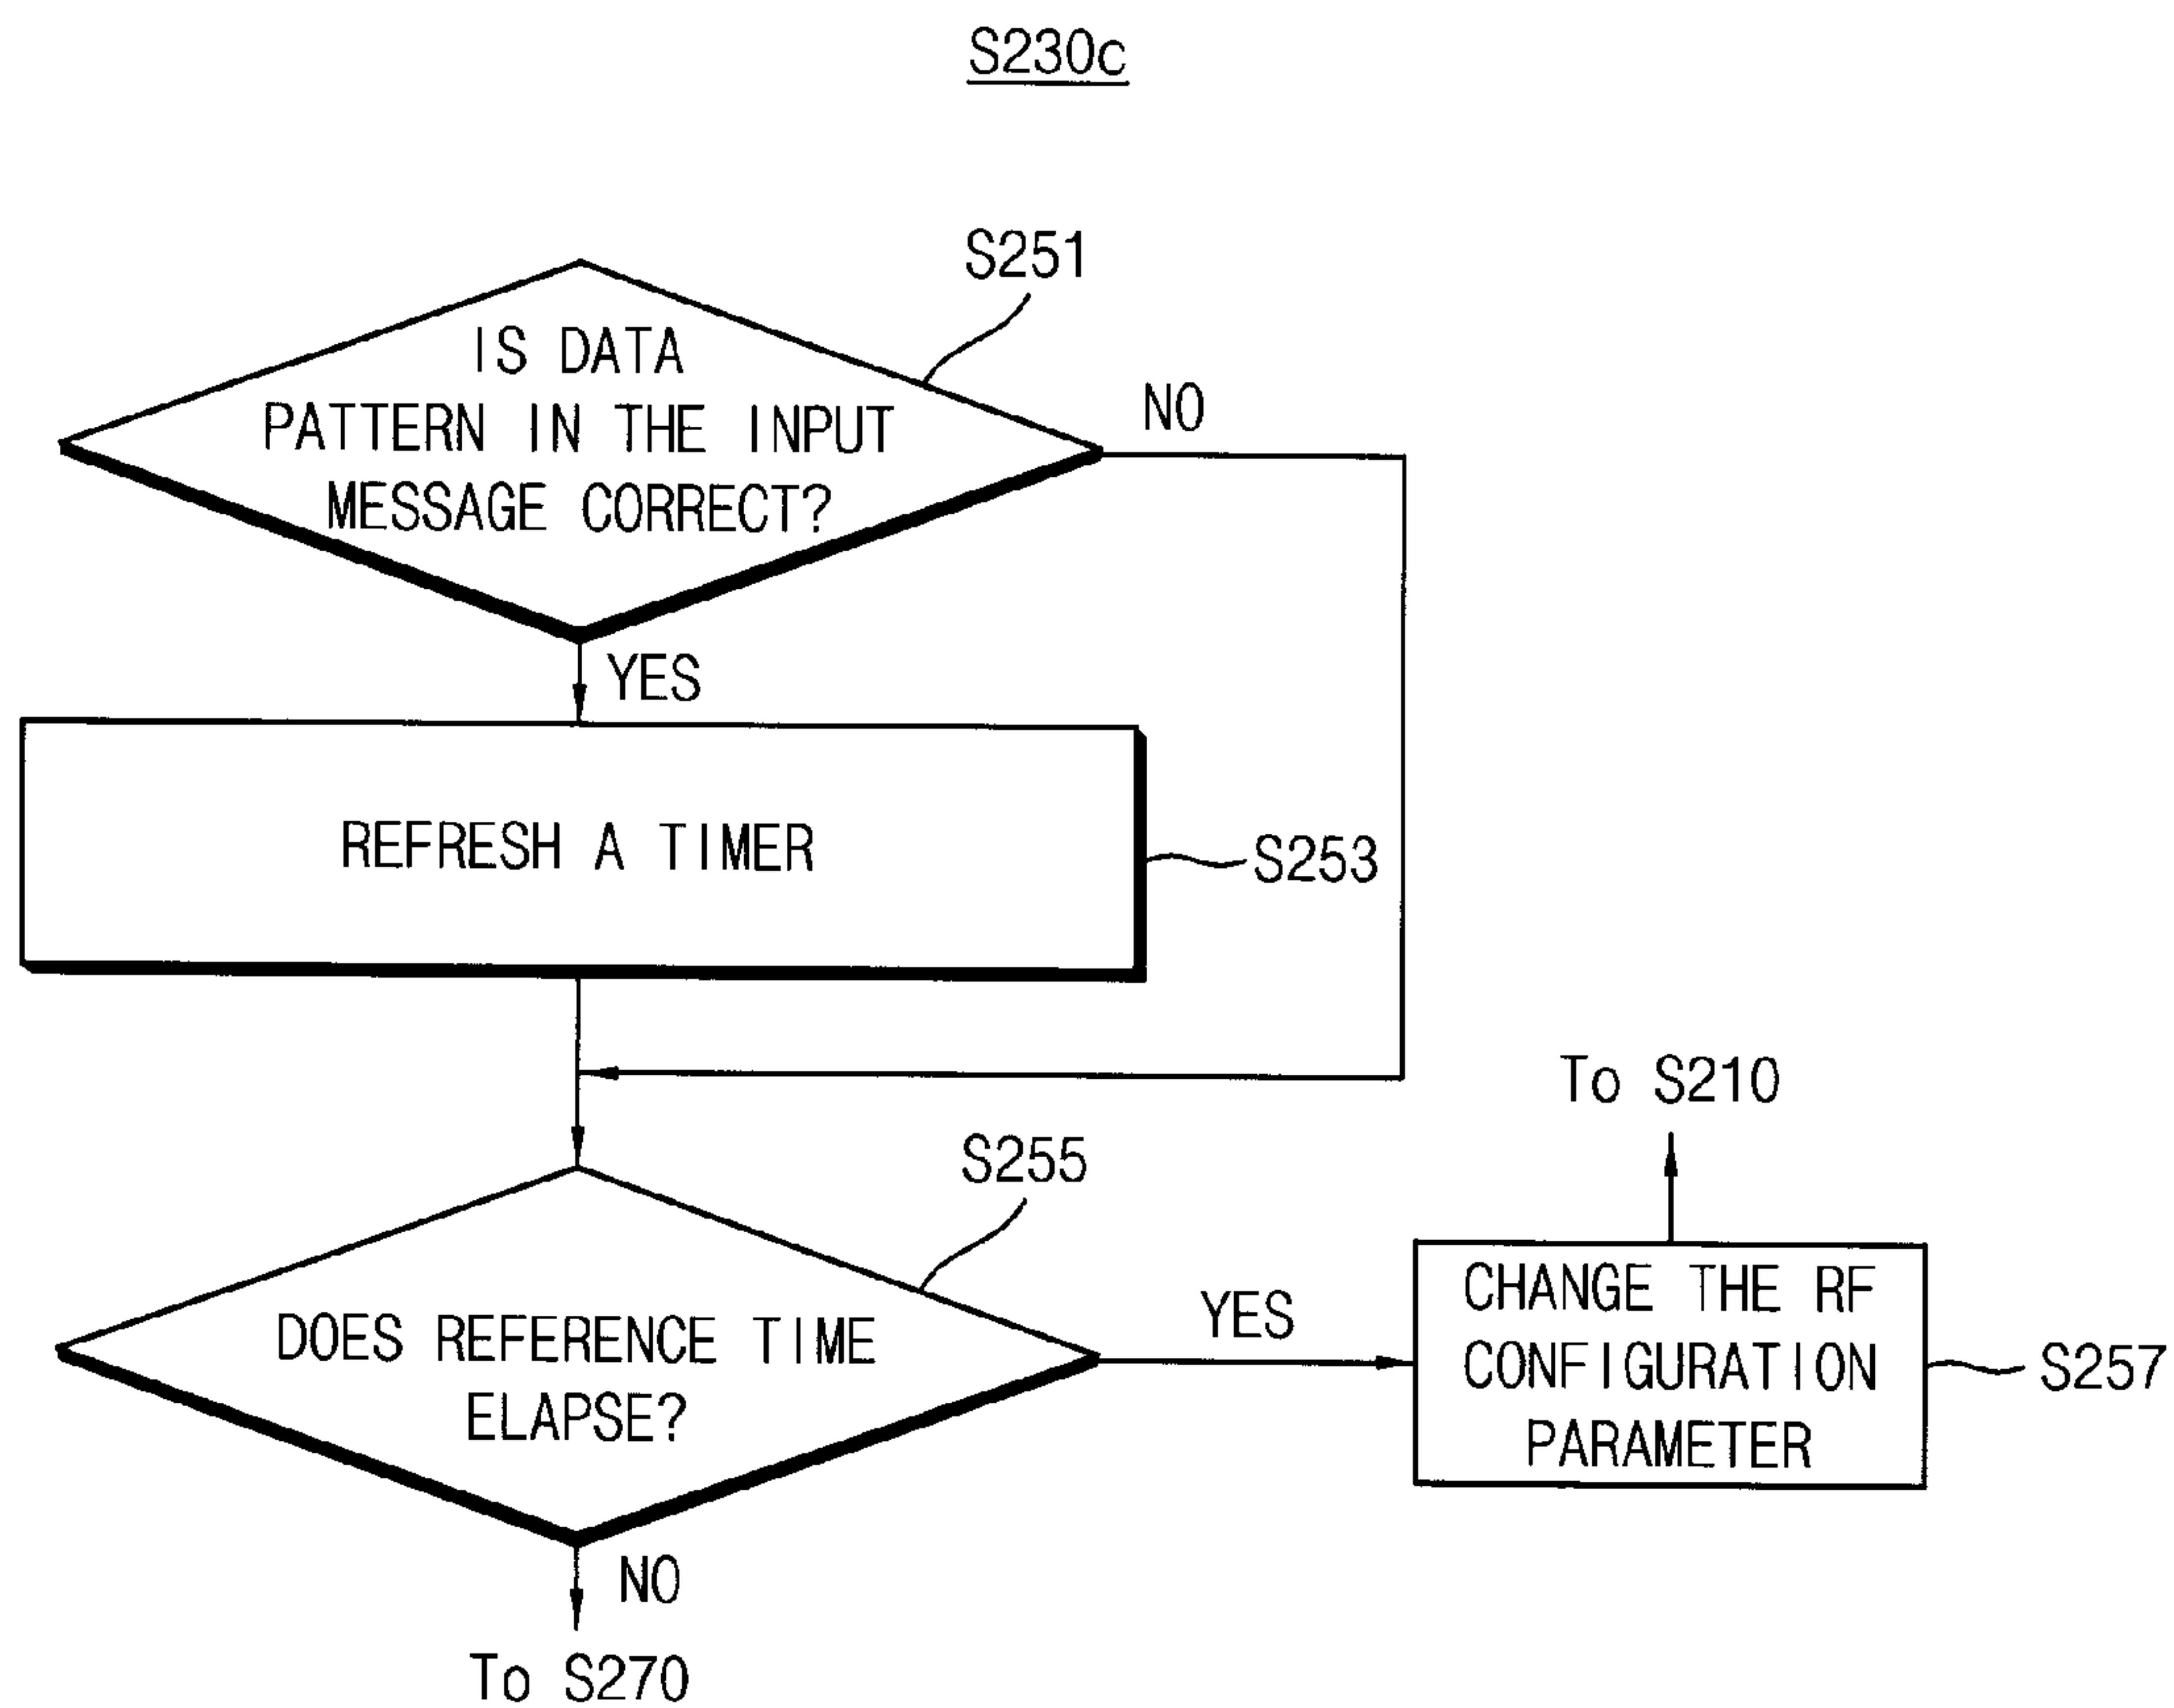 S230c
S251
IS DATA
PATTERN IN THE INPUT
MESSAGE CORRECT?
NO
YES
REFRESH A TIMER
S253
To S210
S255
DOES REFERENCE TIME
ELAPSE?
YES
CHANGE THE RF
CONFIGURATION
PARAMETER
S257
NO
To S270